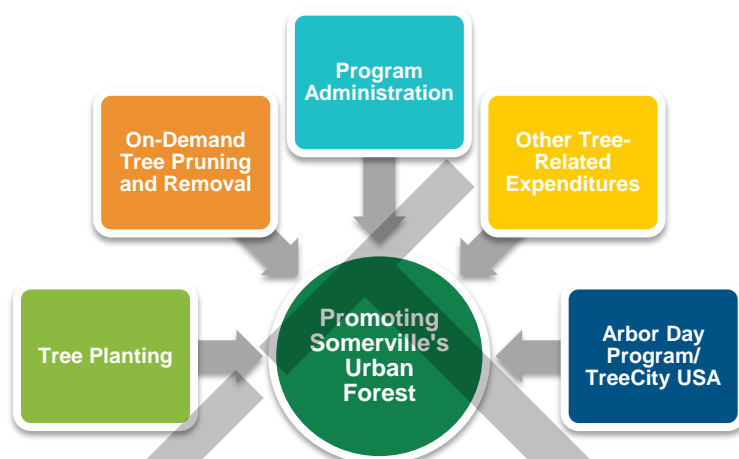 Program
Administration
On-Demand
Tree Pruning
and Removal
Other Tree-
Related
Expenditures
Tree Planting
Promoting
Somerville's
Urban
Forest
Arbor Day
Program/
TreeCity USA